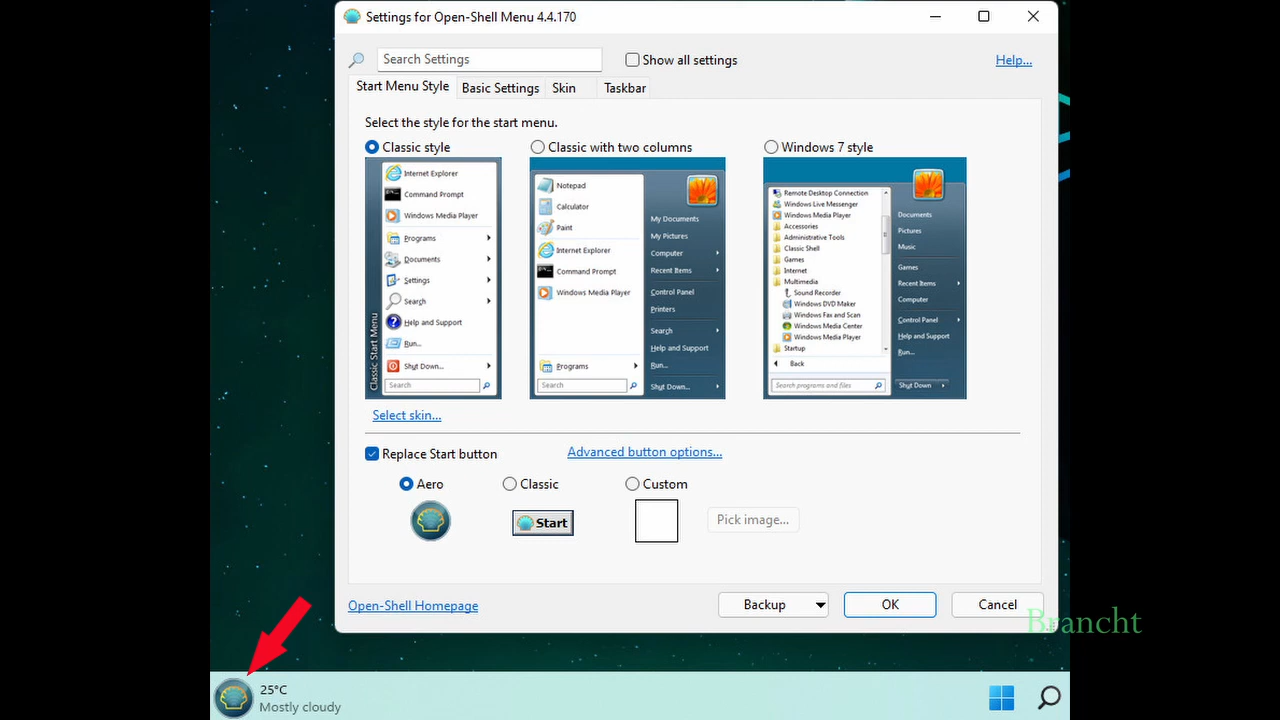 Settings for Open-Shell Menu 4.4.170
Search Settings
Show all settings
Help...
Start Menu Style
Basic Settings
Skin
Taskbar
Select the style for the start menu.
Classic style
Classic with two columns
Windows 7 style
Internet Explorer
Command Prompt
Windows Media Player
Programs
Documents
Settings
Search
Help and Support
Run...
Shut Down...
Search
Classic Start Menu
Notepad
Calculator
Paint
Internet Explorer
Command Prompt
Windows Media Player
Programs
Search
My Documents
My Pictures
Computer
Recent Items
Control Panel
Printers
Search
Help and Support
Run...
Shut Down...
Remote Desktop Connection
Windows Live Messenger
Windows Media Player
Accessories
Administrative Tools
Classic Shell
Games
Internet
Multimedia
Sound Recorder
Windows DVD Maker
Windows Fax and Scan
Windows Media Center
Windows Media Player
Startup
Back
Search programs and files
Documents
Pictures
Music
Games
Recent Items
Computer
Control Panel
Help and Support
Run...
Shut Down
Select skin...
Replace Start button
Advanced button options...
Aero
Classic
Custom
Start
Pick image...
Open-Shell Homepage
Backup
OK
Cancel
Brancht
25°C
Mostly cloudy